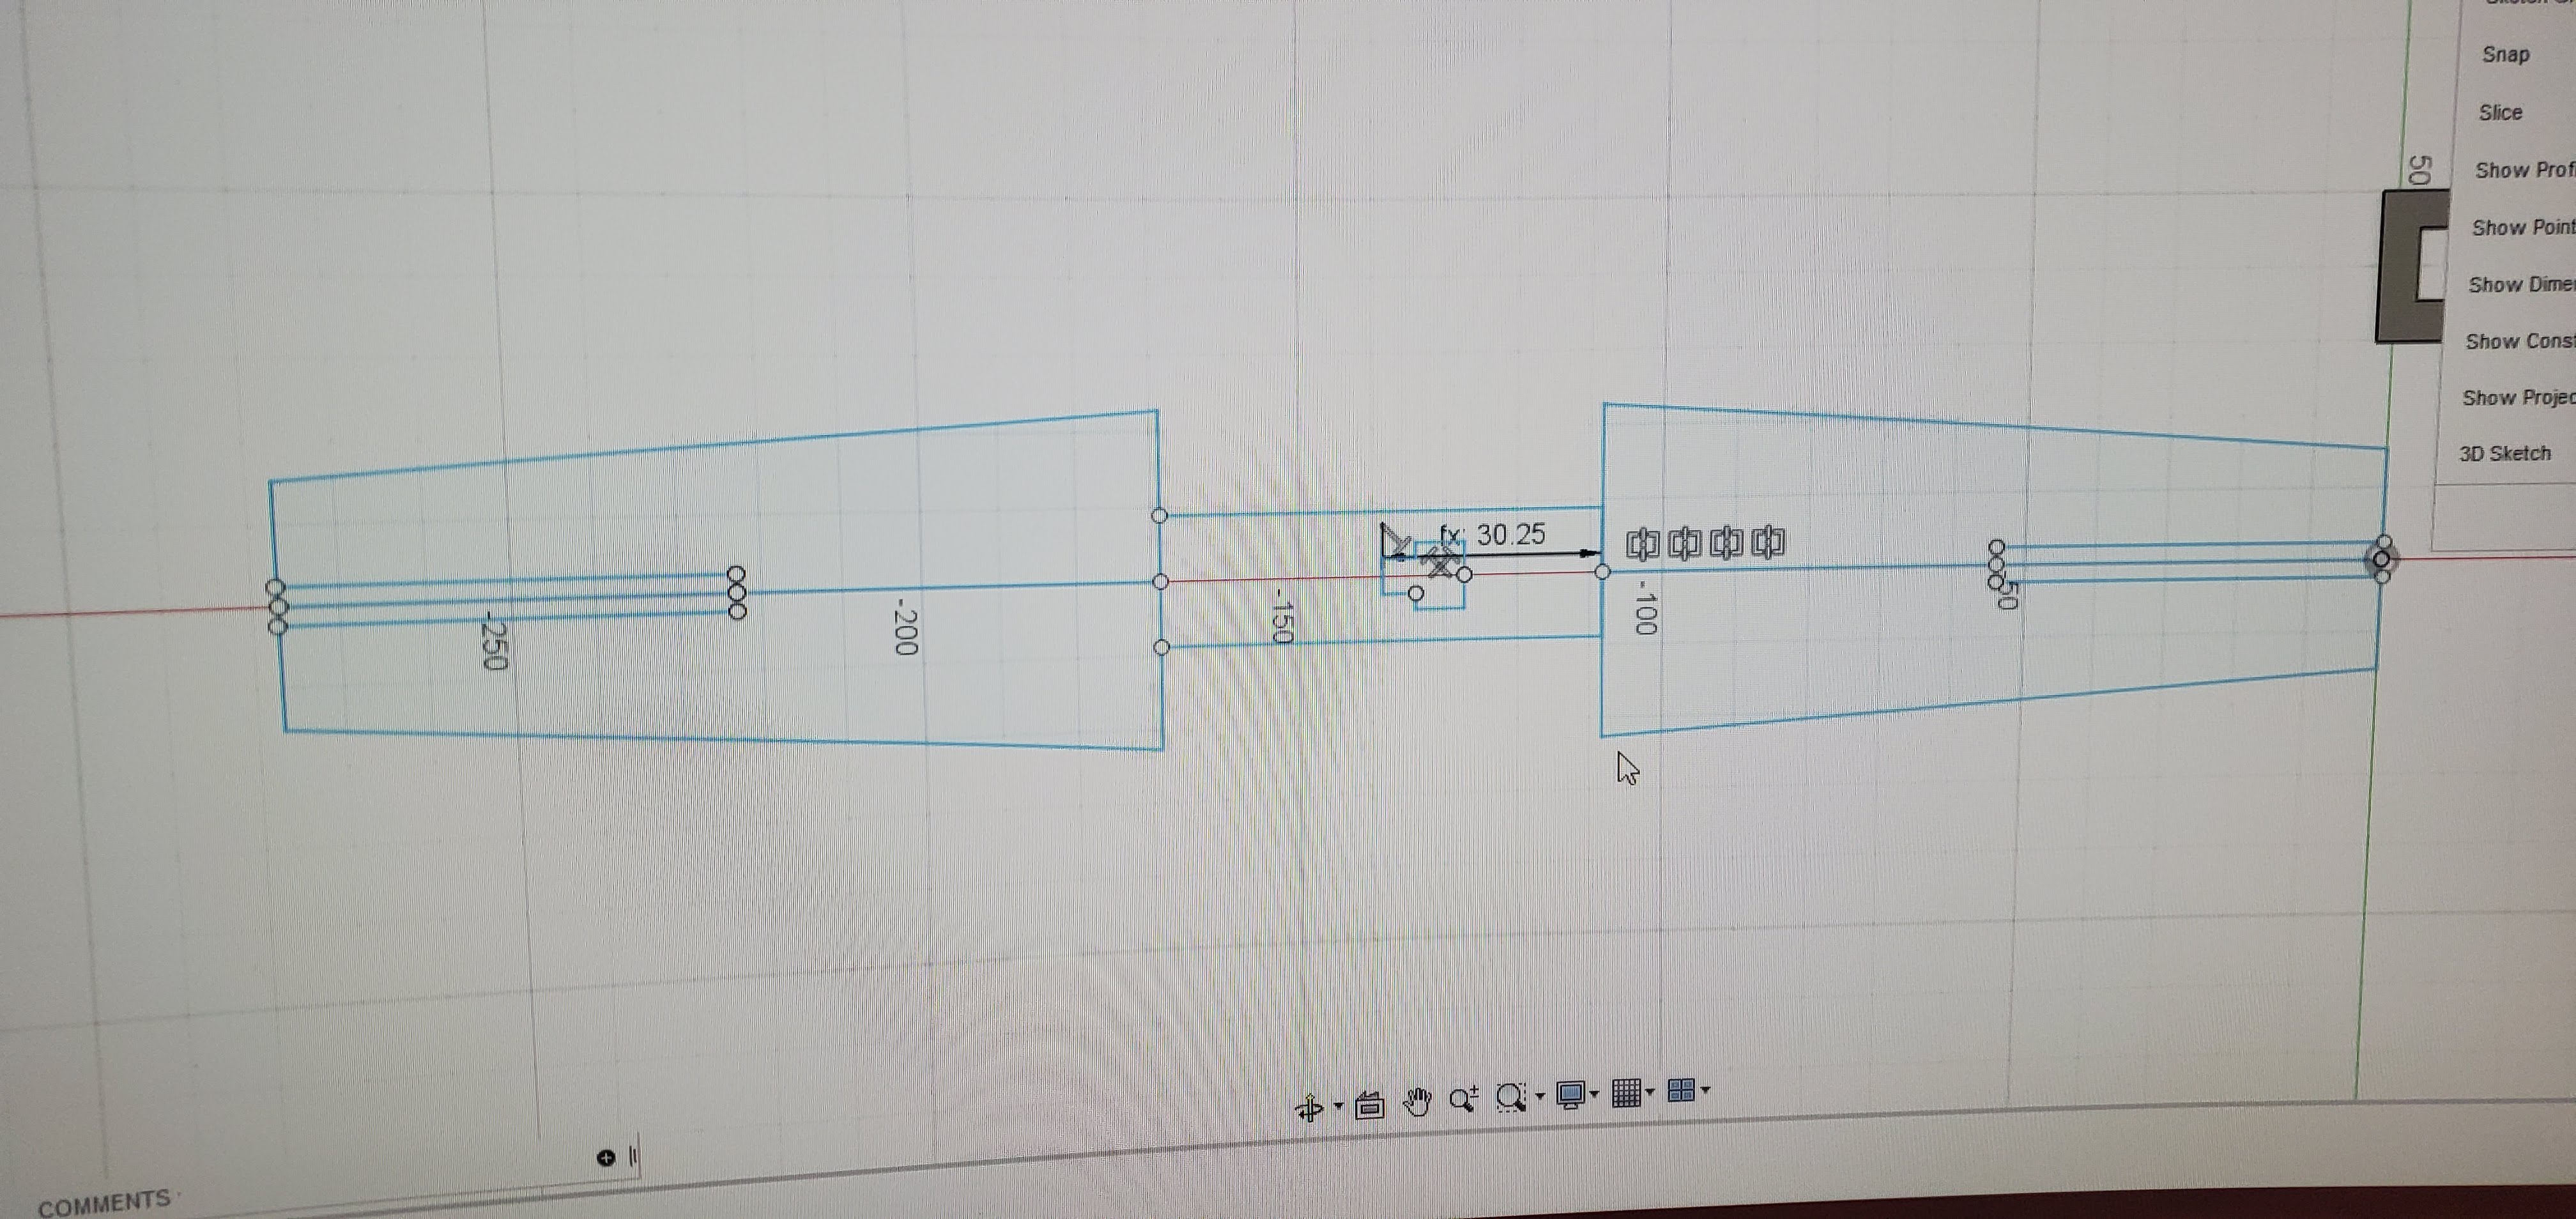 Snap
Slice
50
Show Prof
Show Point
Show Dime
Show Const
Show Projec
3D Sketch
fx: 30.25
-250
-200
-150
-100
50
COMMENTS